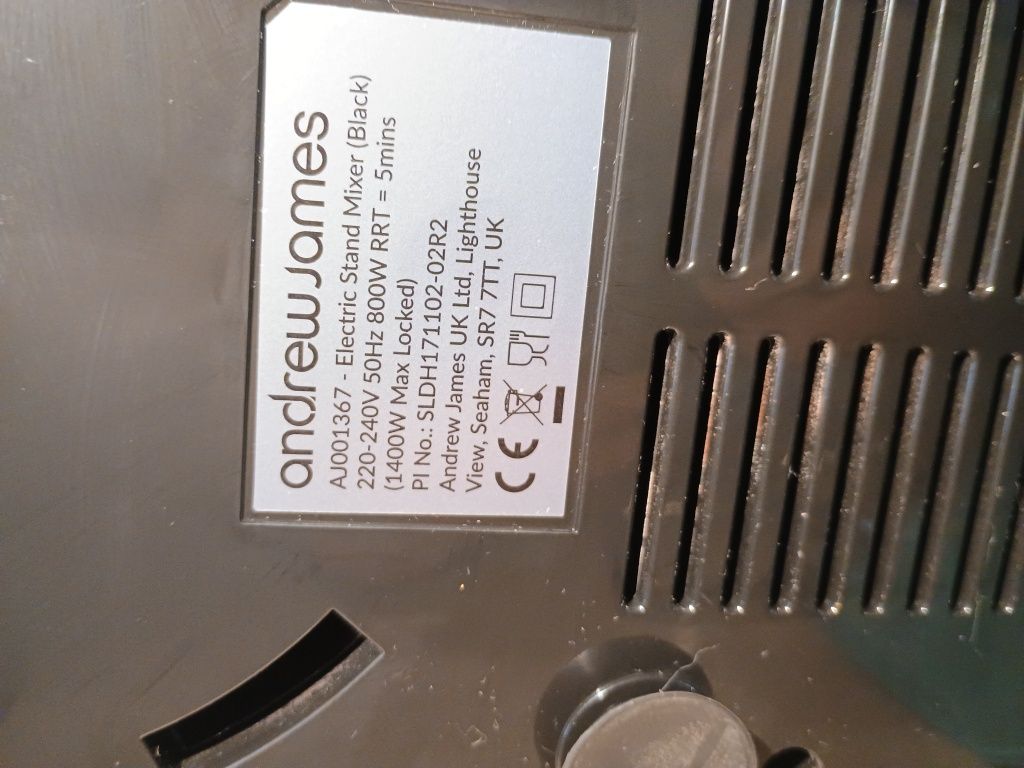 andrew james
AJ001367 - Electric Stand Mixer (Black)
220-240V 50Hz 800W RRT = 5mins
(1400W Max Locked)
PI No.: SLDH171102-02R2
Andrew James UK Ltd, Lighthouse
View, Seaham, SR7 7TT, UK
CE